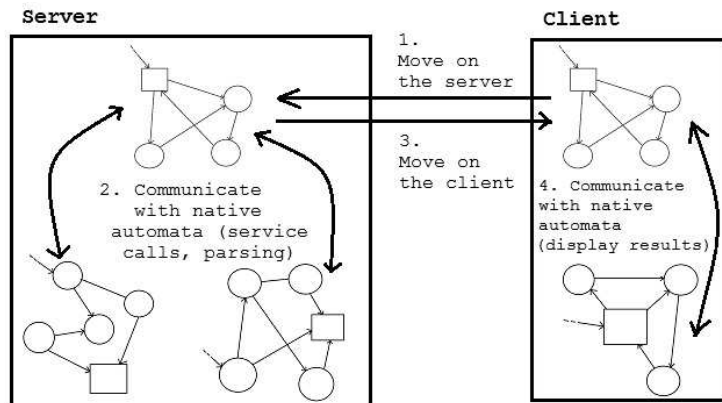 Server
Client
1.
Move on
the server
3.
Move on
the client
2. Communicate
with native
automata (service
calls, parsing)
4. Communicate
with native
automata
(display results)